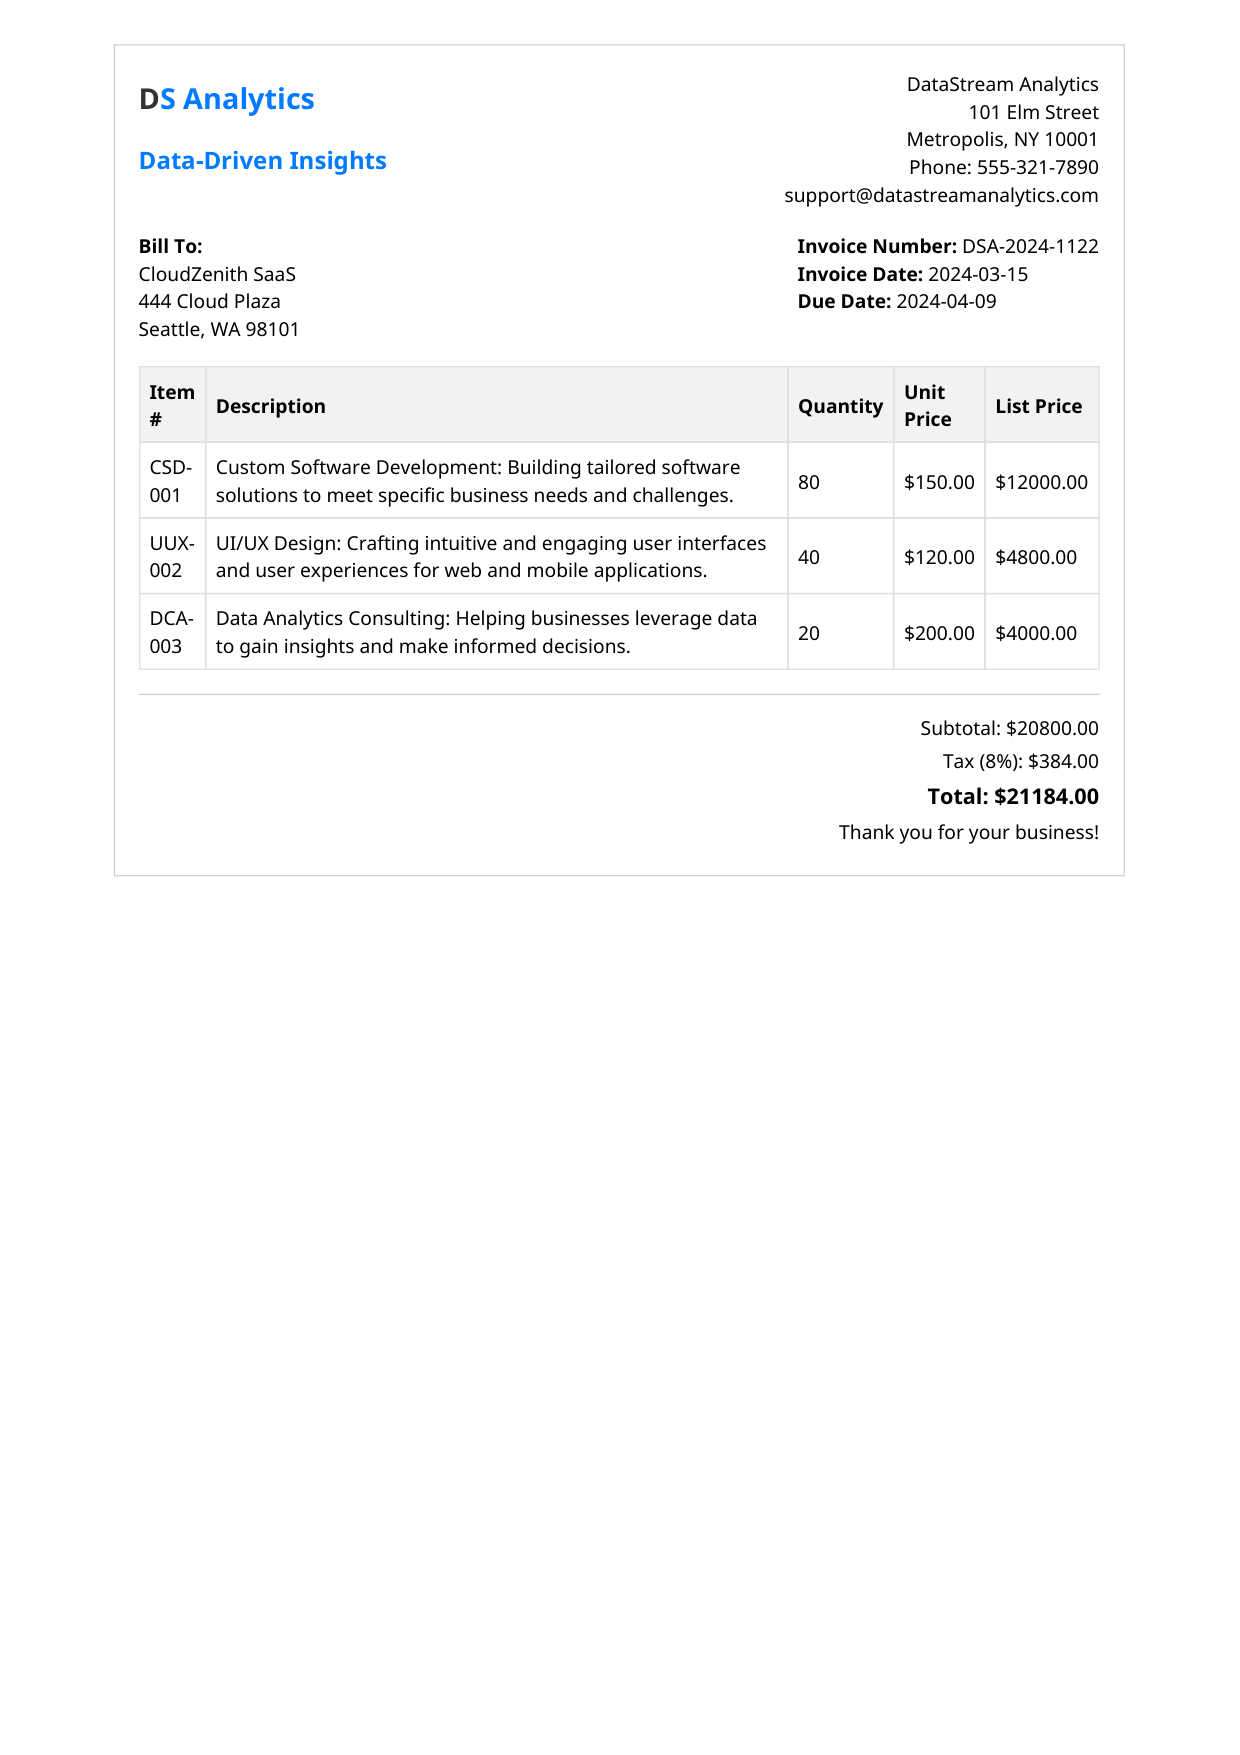 DS Analytics
Data-Driven Insights
DataStream Analytics
101 Elm Street
Metropolis, NY 10001
Phone: 555-321-7890
support@datastreamanalytics.com
Bill To:
CloudZenith SaaS
444 Cloud Plaza
Seattle, WA 98101
Invoice Number: DSA-2024-1122
Invoice Date: 2024-03-15
Due Date: 2024-04-09
Item # Description Quantity Unit Price List Price
CSD-001 Custom Software Development: Building tailored software solutions to meet specific business needs and challenges. 80 $150.00 $12000.00
UUX-002 UI/UX Design: Crafting intuitive and engaging user interfaces and user experiences for web and mobile applications. 40 $120.00 $4800.00
DCA-003 Data Analytics Consulting: Helping businesses leverage data to gain insights and make informed decisions. 20 $200.00 $4000.00
Subtotal: $20800.00
Tax (8%): $384.00
Total: $21184.00
Thank you for your business!